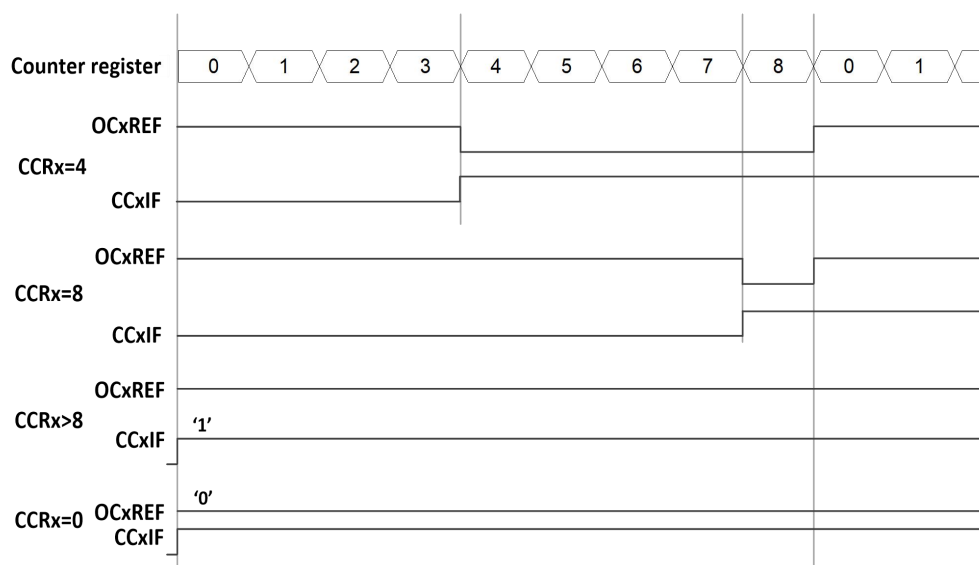 Counter register 0 1 2 3 4 5 6 7 8 0 1
OCxREF
CCRx=4
CCxIF
OCxREF
CCRx=8
CCxIF
OCxREF
CCRx>8
‘1’
CCxIF
‘0’
CCRx=0 OCxREF
CCxIF